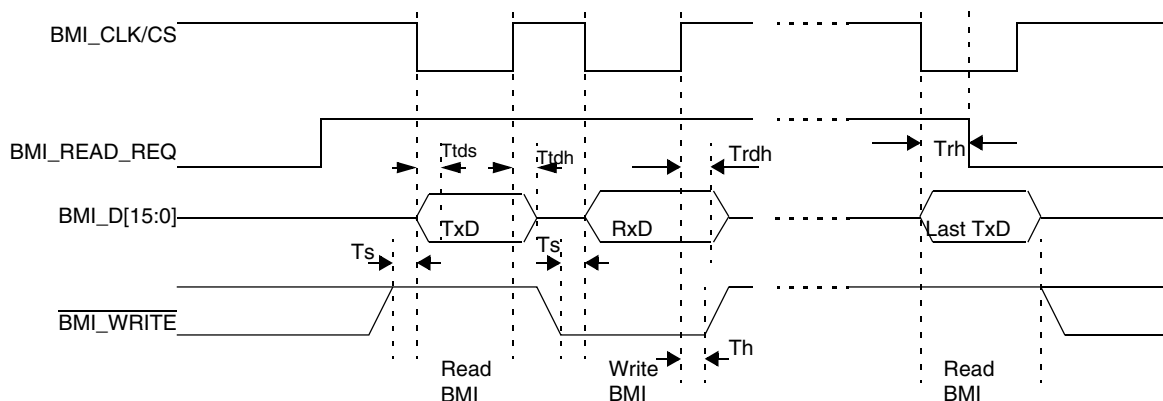 BMI_CLK/CS
BMI_READ_REQ
Ttds
Ttdh
Trdh
Trh
BMI_D[15:0]
TxD
RxD
Last TxD
Ts
Ts
BMI_WRITE
Th
Read
BMI
Write
BMI
Read
BMI